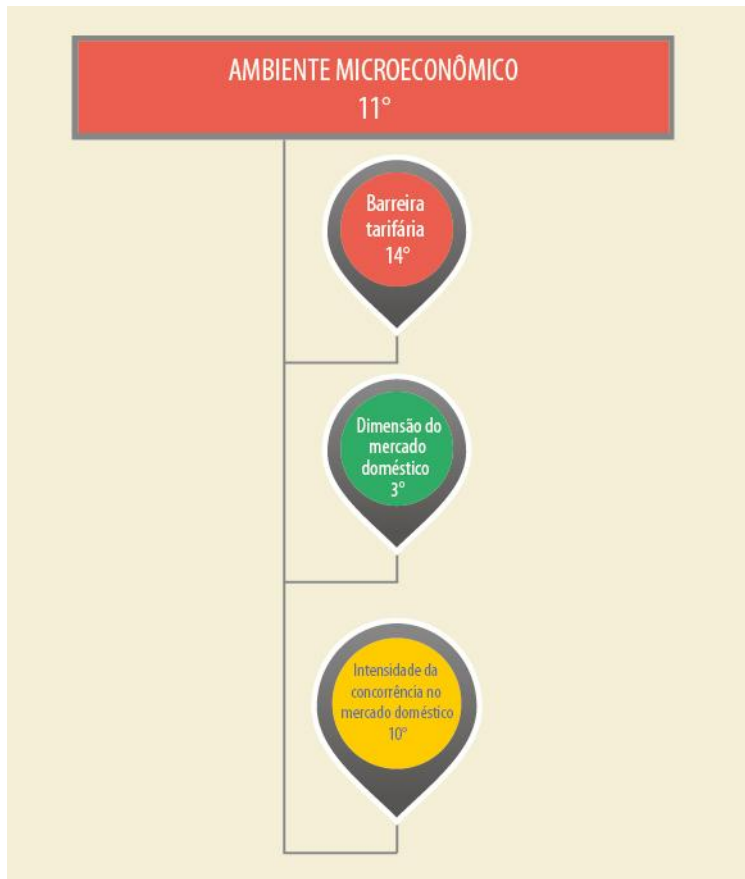 AMBIENTE MICROECONÔMICO
11°
Barreira
tarifária
14°
Dimensão do
mercado
doméstico
3°
Intensidade da
concorrência no
mercado doméstico
10°